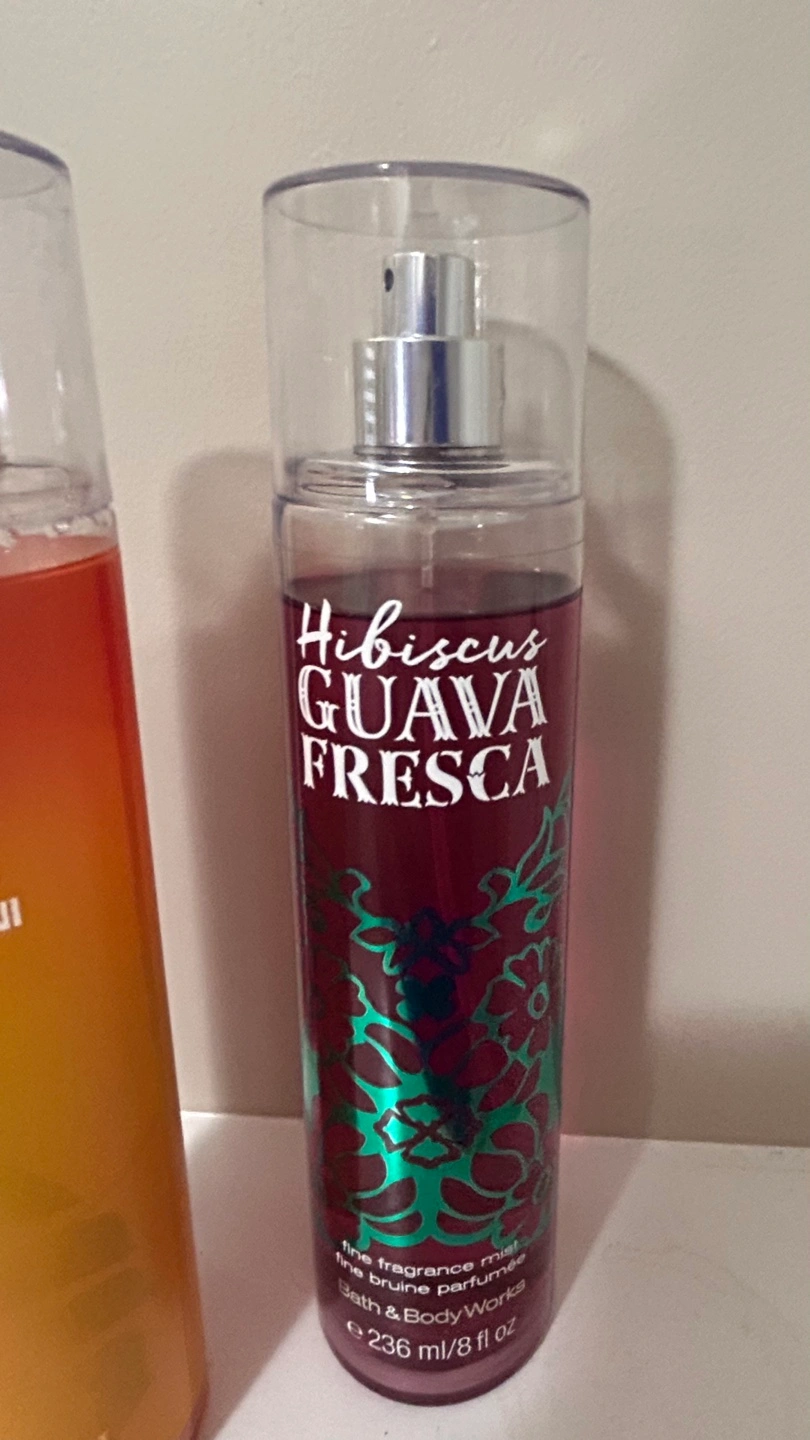 Hibiscus
GUAVA
FRESCA
fine fragrance mist
fine bruine parfumée
Bath & Body Works
℮ 236 ml/8 fl oz